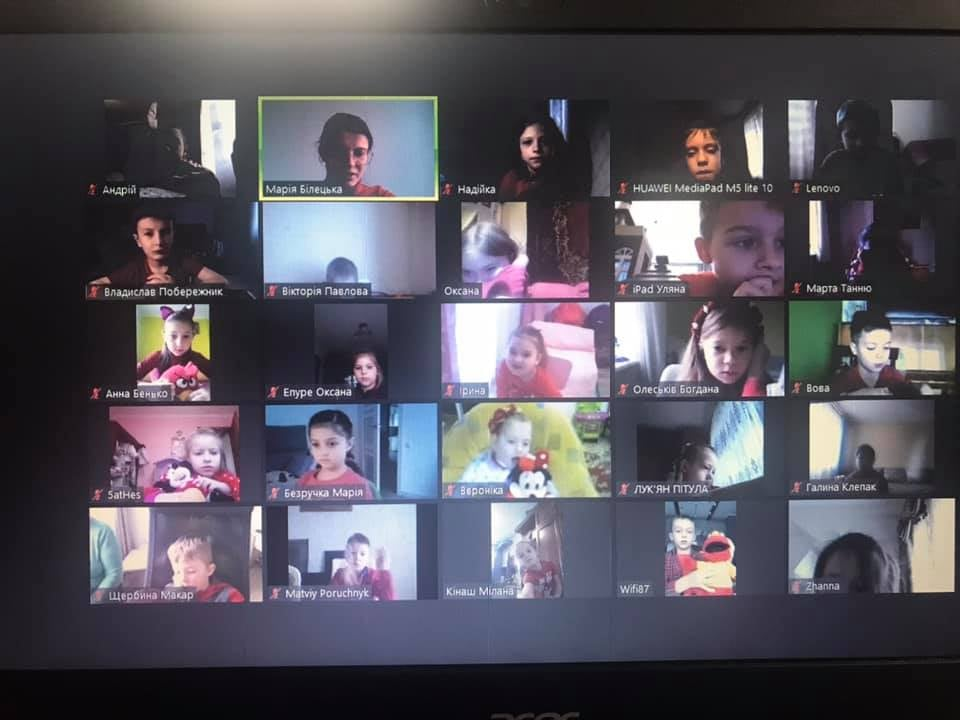 Андрій
Марія Білецька
Надійка
HUAWEI MediaPad M5 lite 10
Lenovo
Владислав Побережник
Вікторія Павлова
Оксана
iPad Уляна
Марта Танню
Анна Бенько
Епуре Оксана
Ірина
Олеськів Богдана
Вова
SatHes
Безручка Марія
Вероніка
ЛУК'ЯН ПІТУЛА
Галина Клепак
Щербина Макар
Matviy Poruchnyk
Кінаш Мілана
Wifi87
Zhanna
acer